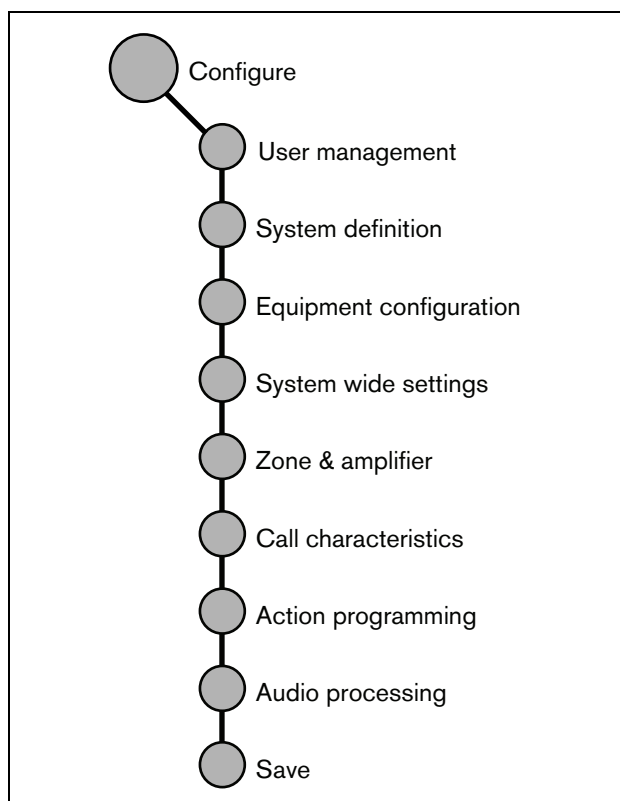 Configure
User management
System definition
Equipment configuration
System wide settings
Zone & amplifier
Call characteristics
Action programming
Audio processing
Save